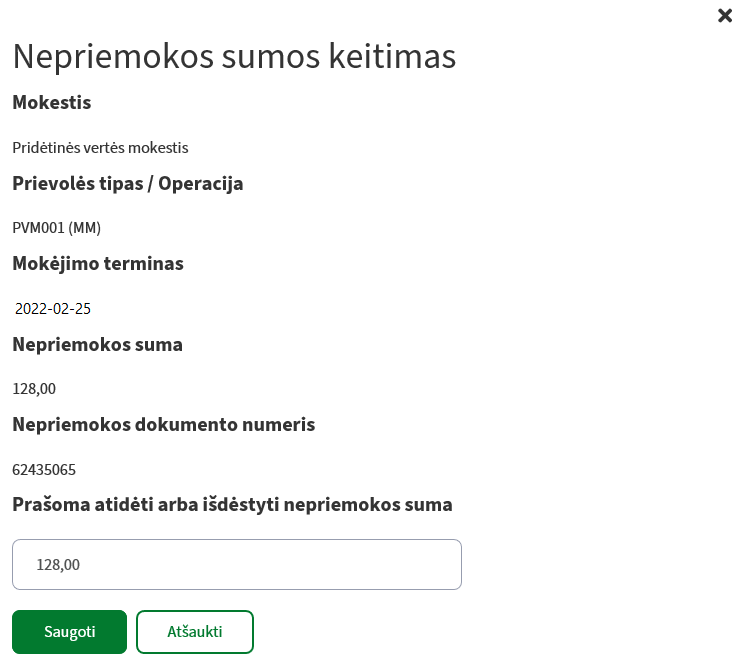 Nepriemokos sumos keitimas
Mokestis
Pridėtinės vertės mokestis
Prievolės tipas / Operacija
PVM001 (MM)
Mokėjimo terminas
2022-02-25
Nepriemokos suma
128,00
Nepriemokos dokumento numeris
62435065
Prašoma atidėti arba išdėstyti nepriemokos suma
128,00
Saugoti Atšaukti